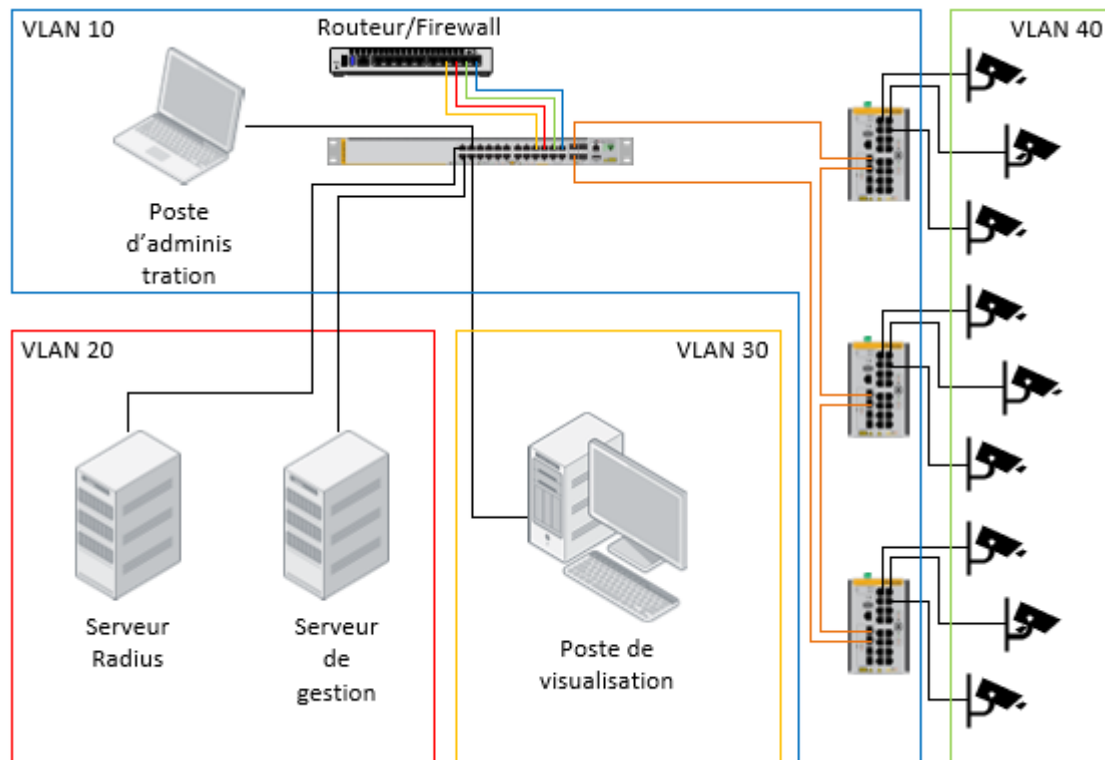 VLAN 10
Routeur/Firewall
VLAN 40
Poste
d’adminis
tration
VLAN 20
VLAN 30
Serveur
Radius
Serveur
de
gestion
Poste de
visualisation